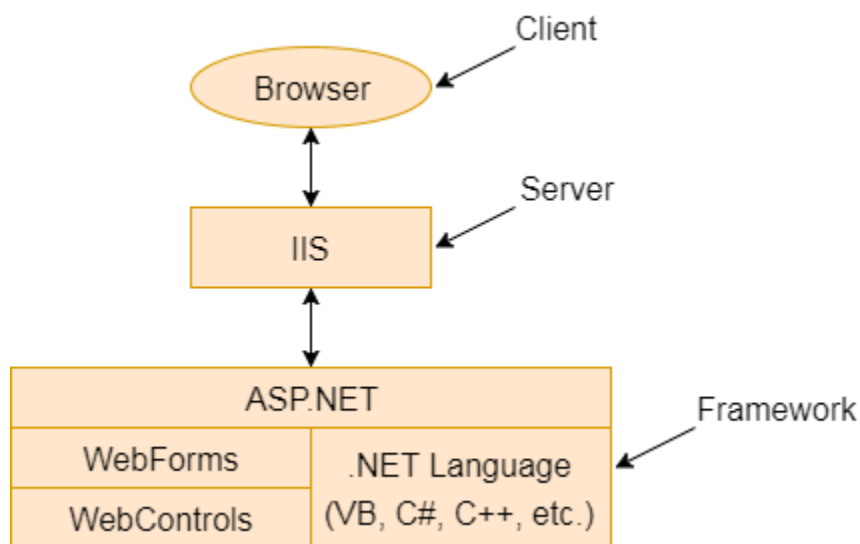 Client
Browser
Server
IIS
ASP.NET
Framework
WebForms
.NET Language
(VB, C#, C++, etc.)
WebControls